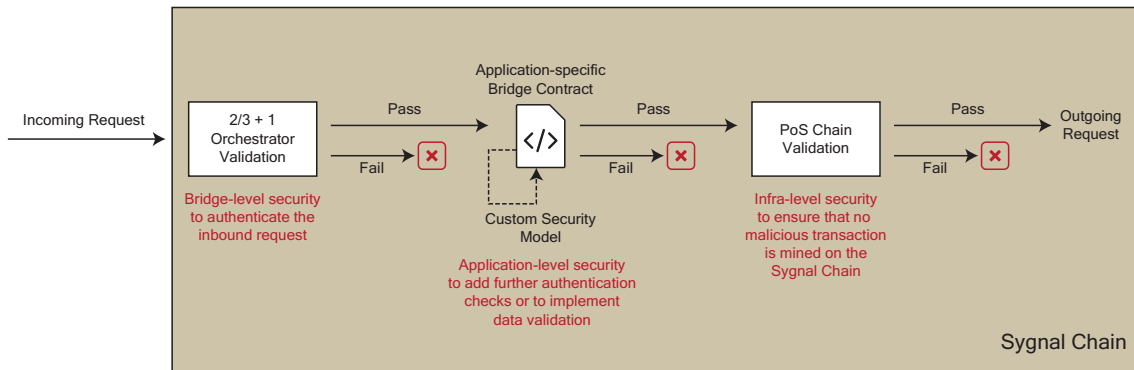 Incoming Request
2/3 + 1
Orchestrator
Validation
Pass
Fail
Bridge-level security
to authenticate the
inbound request
Application-specific
Bridge Contract
</>
Pass
Fail
Custom Security
Model
Application-level security
to add further authentication
checks or to implement
data validation
PoS Chain
Validation
Pass
Fail
Infra-level security
to ensure that no
malicious transaction
is mined on the
Sygnal Chain
Outgoing
Request
Sygnal Chain